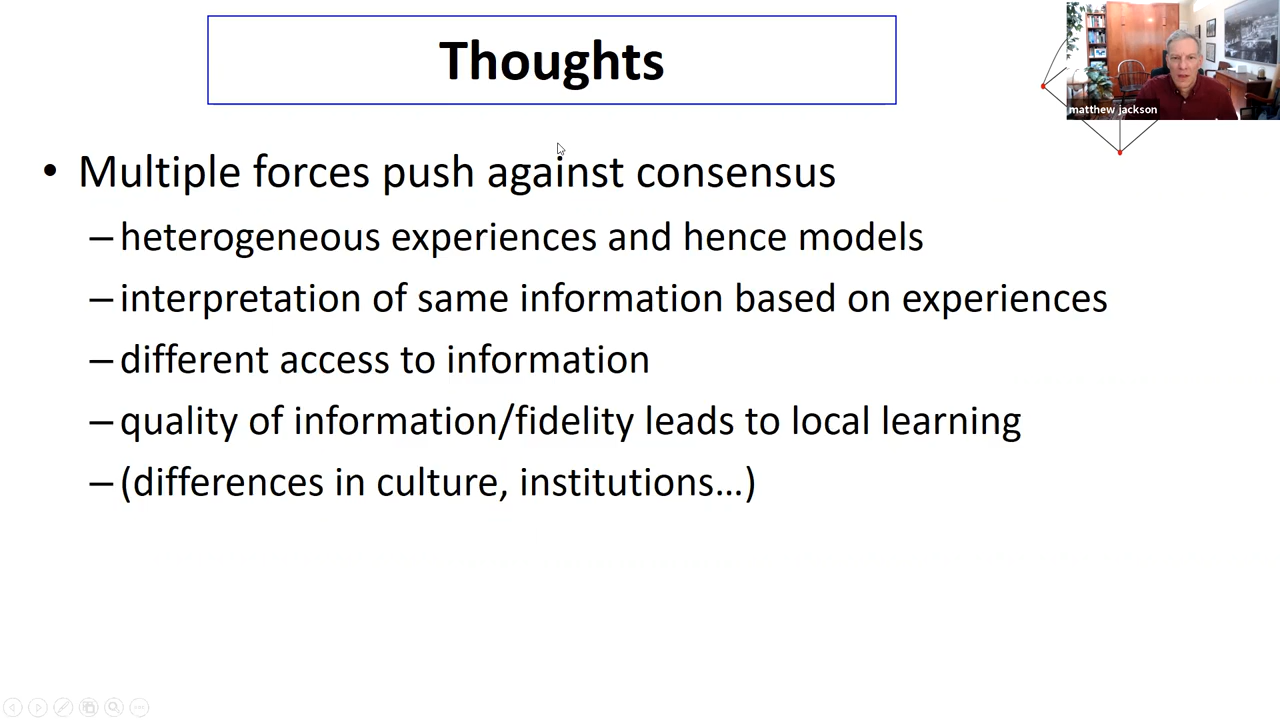 Thoughts
matthew jackson
• Multiple forces push against consensus
– heterogeneous experiences and hence models
– interpretation of same information based on experiences
– different access to information
– quality of information/fidelity leads to local learning
– (differences in culture, institutions…)